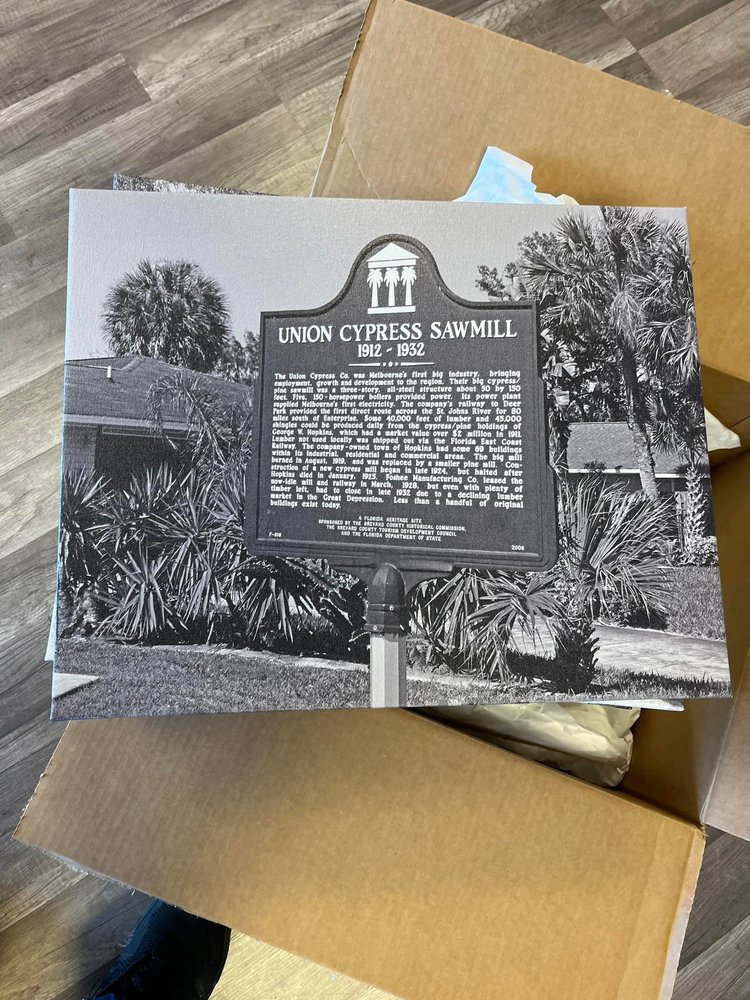 UNION CYPRESS SAWMILL
1912 - 1932
The Union Cypress Co. was Melbourne's first big industry, bringing
employment, growth and development to the region. Their big cypress/
pine sawmill was a three-story, all-steel structure about 50 by 150
feet. Five, 150-horsepower boilers provided power. Its power plant
supplied Melbourne's first electricity. The company's railway to Deer
Park provided the first direct route across the St. Johns River for 80
miles south of Enterprise. Some 40,000 feet of lumber and 45,000
shingles could be produced daily from the cypress/pine holdings of
George W. Hopkins, which had a market value over $2 million in 1911.
Lumber not used locally was shipped out via the Florida East Coast
Railway. The company-owned town of Hopkins had some 69 buildings
within its industrial, residential and commercial areas. The big mill
burned in August, 1919, and was replaced by a smaller pine mill. Con-
struction of a new cypress mill began in late 1924, but halted after
Hopkins died in January, 1925. Foshee Manufacturing Co. leased the
now-idle mill and railway in March, 1928, but even with plenty of
timber left, had to close in late 1932 due to a declining lumber
market in the Great Depression. Less than a handful of original
buildings exist today.
A FLORIDA HERITAGE SITE
SPONSORED BY THE BREVARD COUNTY HISTORICAL COMMISSION,
THE BREVARD COUNTY TOURISM DEVELOPMENT COUNCIL
AND THE FLORIDA DEPARTMENT OF STATE
2008